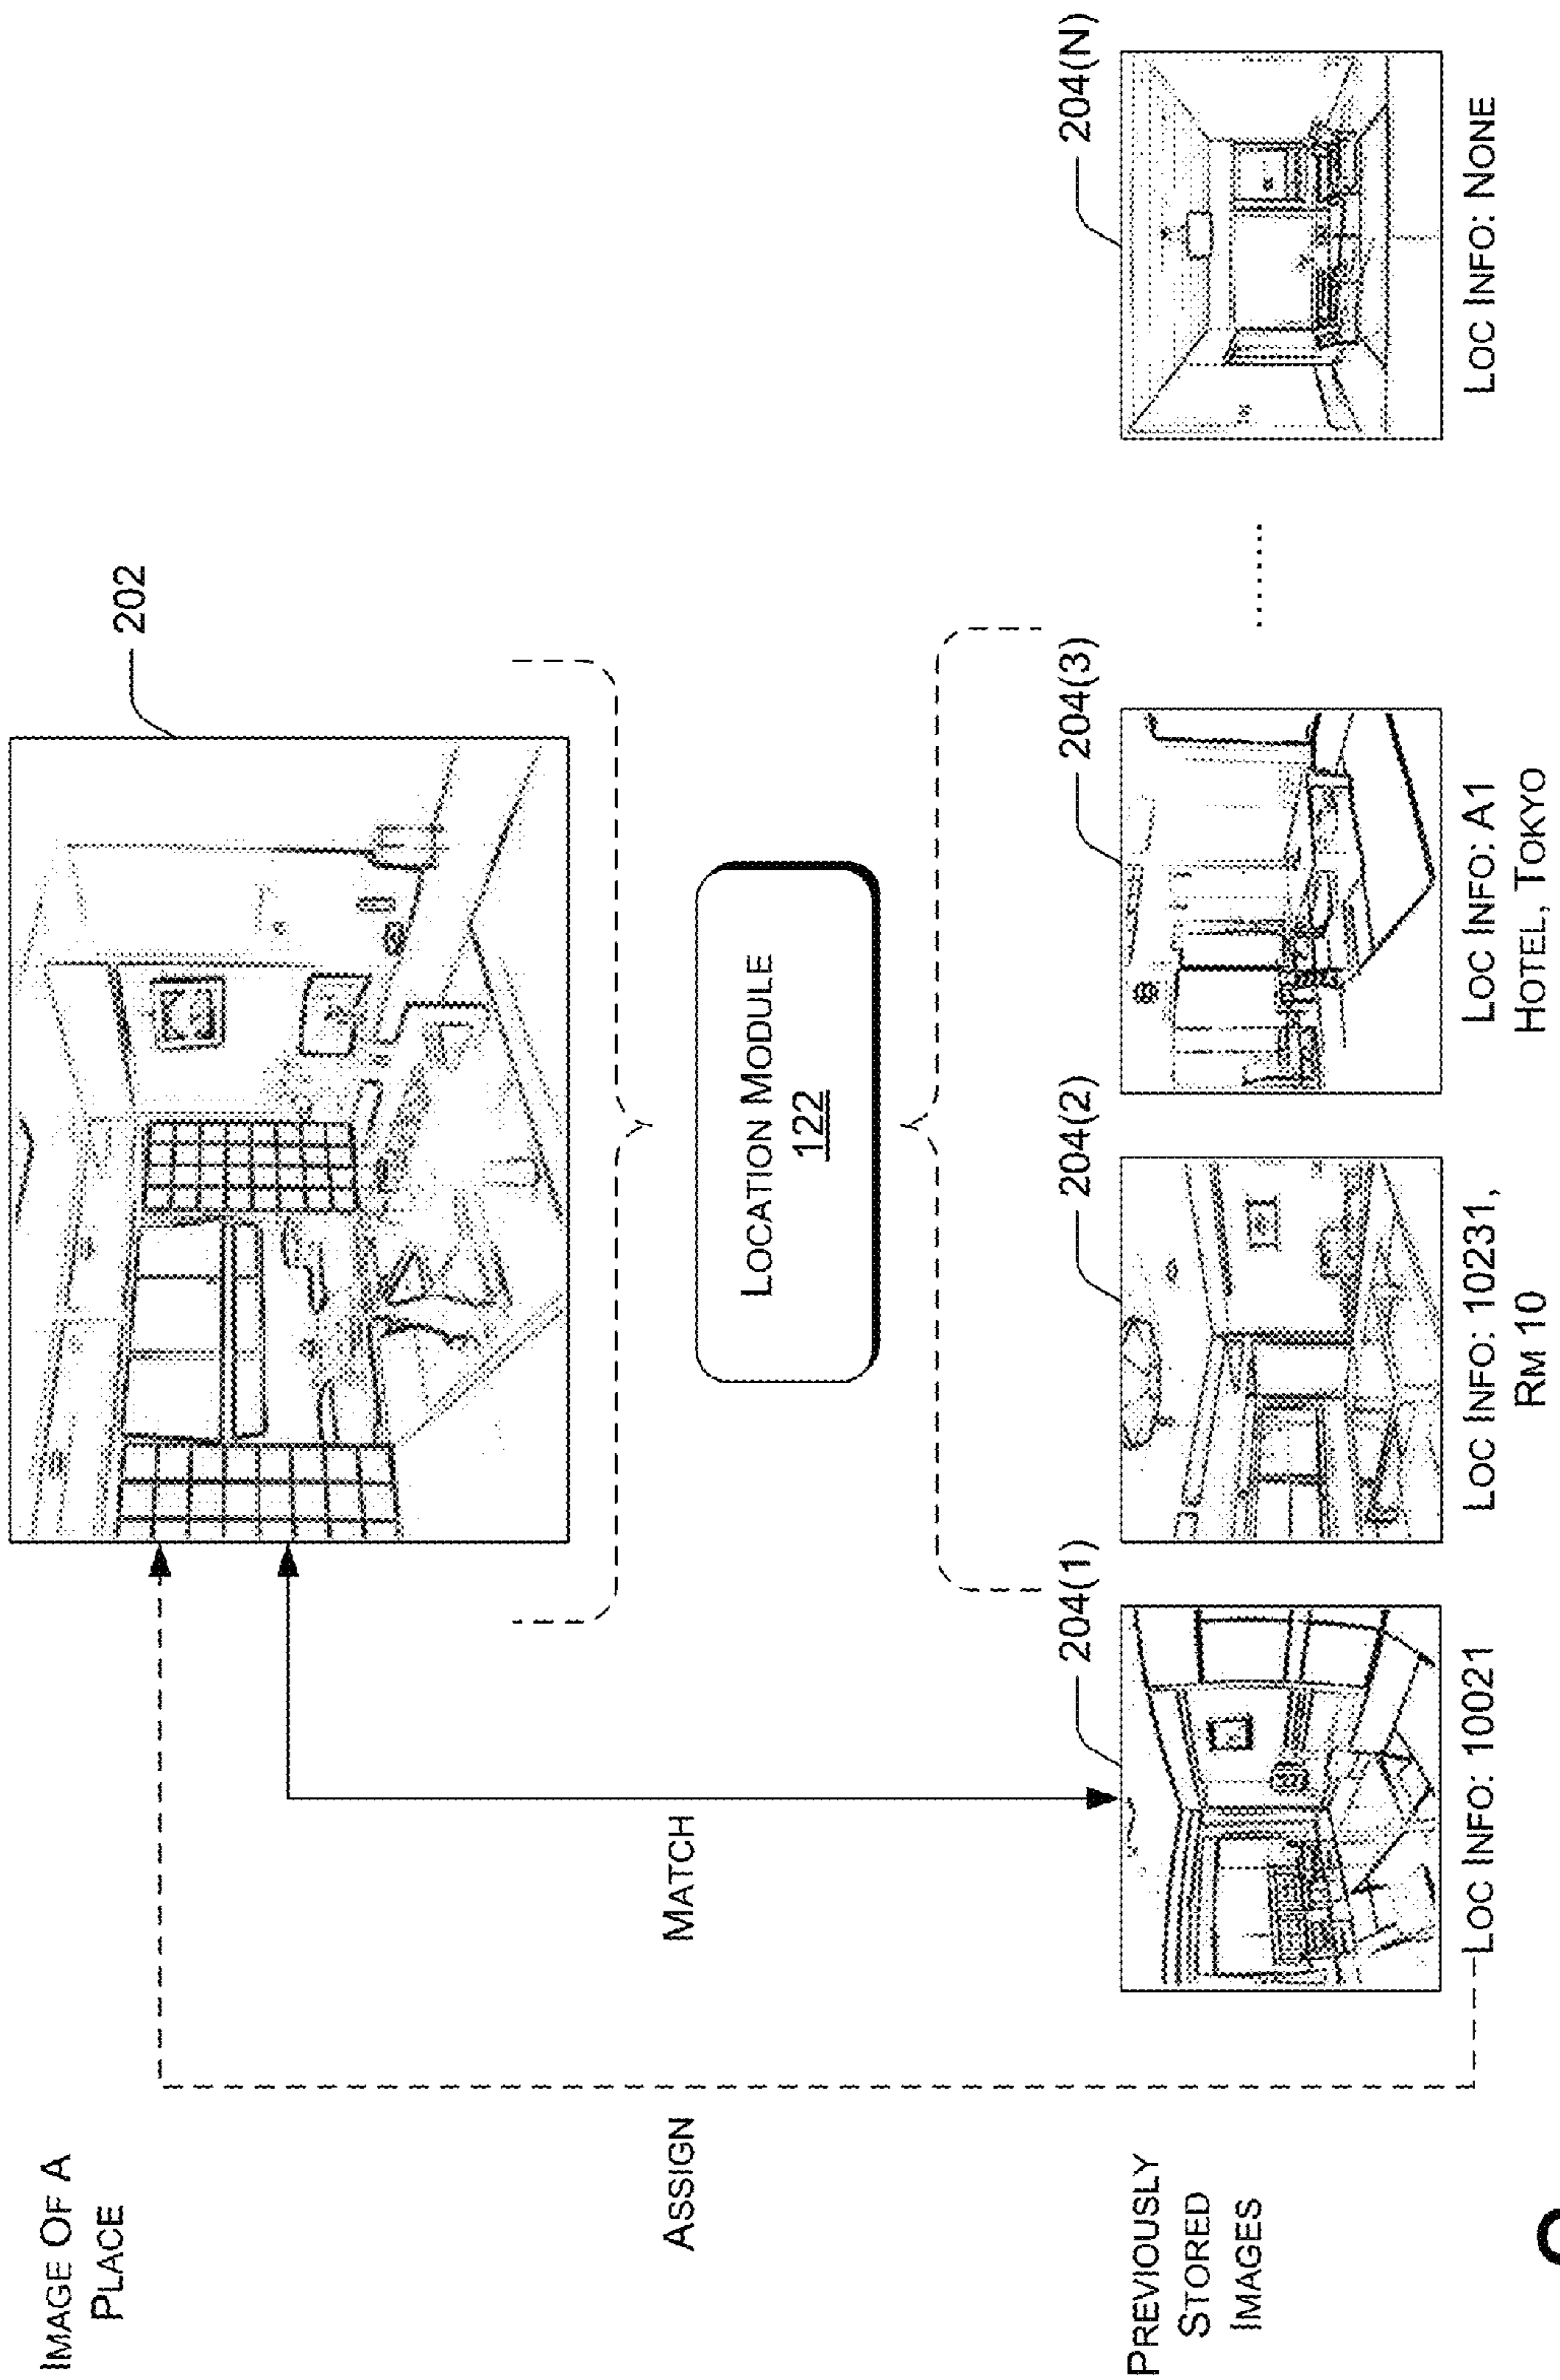 IMAGE OF A
PLACE
202
ASSIGN
MATCH
LOCATION MODULE
122
PREVIOUSLY
STORED
IMAGES
204(1)
204(2)
204(3)
204(N)
LOC INFO: 10021
LOC INFO: 10231,
RM 10
LOC INFO: A1
HOTEL, TOKYO
LOC INFO: NONE